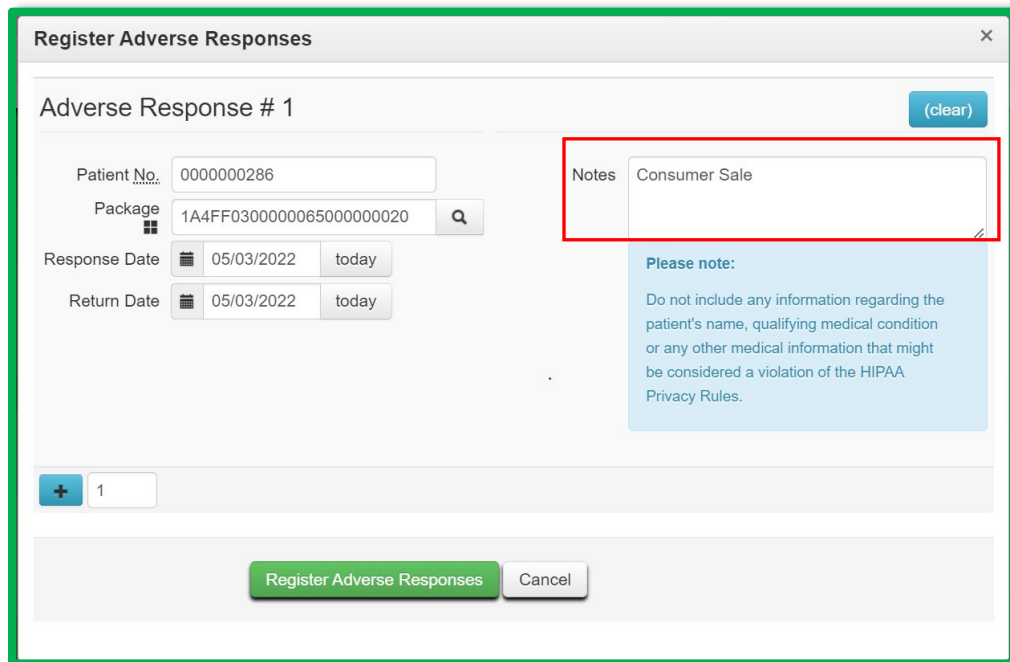 Register Adverse Responses
×
Adverse Response # 1
(clear)
Patient No. 0000000286
Package 1A4FF0300000065000000020
Response Date 05/03/2022 today
Return Date 05/03/2022 today
Notes Consumer Sale
Please note:
Do not include any information regarding the
patient's name, qualifying medical condition
or any other medical information that might
be considered a violation of the HIPAA
Privacy Rules.
+ 1
Register Adverse Responses Cancel